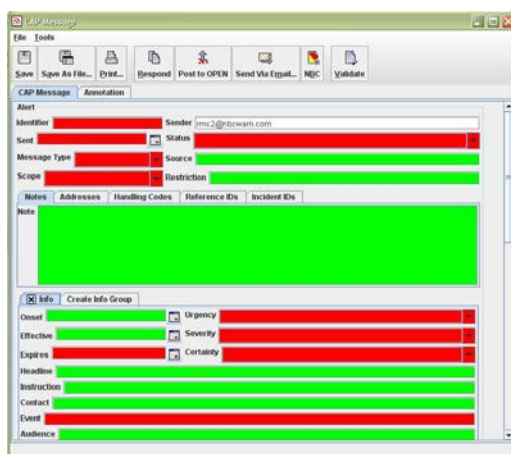 CAP Message
File Tools
Save Save As File... Print... Respond Post to OPEN Send Via Email... NBC Validate
CAP Message Annotation
Alert
Identifier Sender rmc2@nbcwarn.com
Sent Status
Message Type Source
Scope Restriction
Notes Addresses Handling Codes Reference IDs Incident IDs
Note
Info Create Info Group
Onset Urgency
Effective Severity
Expires Certainty
Headline
Instruction
Contact
Event
Audience